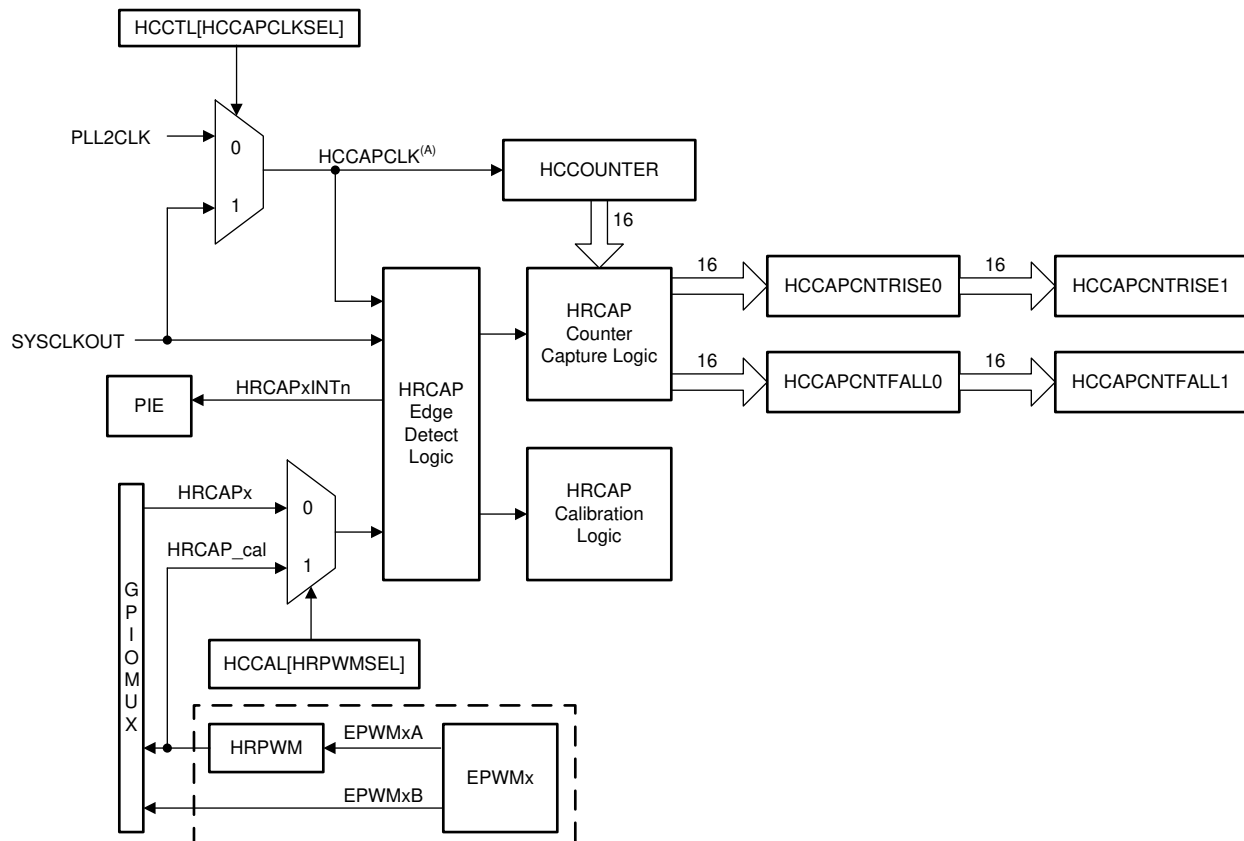 HCCTL[HCCAPCLKSEL]
PLL2CLK
0
1
HCCAPCLK(A)
HCCOUNTER
16
SYSCLKOUT
HRCAP
Edge
Detect
Logic
HRCAP
Counter
Capture Logic
16
HCCAPCNTRISE0
16
HCCAPCNTRISE1
16
HCCAPCNTFALL0
16
HCCAPCNTFALL1
PIE
HRCAPxINTn
HRCAP
Calibration
Logic
HRCAPx
0
HRCAP_cal
1
GPIOMUX
HCCAL[HRPWMSEL]
HRPWM
EPWMxA
EPWMx
EPWMxB